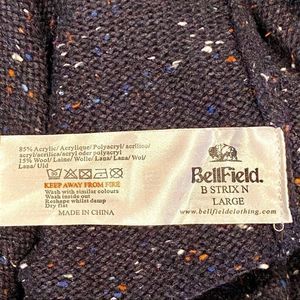 85% Acrylic/ Acrylique/ Polyacryl/ acrilico/
acryl/acrilica/acryl oder polyacryl
15% Wool/ Laine/ Wolle/ Lana/ Lana/ Wol/
Lana/ Uld
KEEP AWAY FROM FIRE
Wash with similar colours
Wash inside out
Reshape whilst damp
Dry flat
MADE IN CHINA
BellField.
B STRIX N
LARGE
www.bellfieldclothing.com